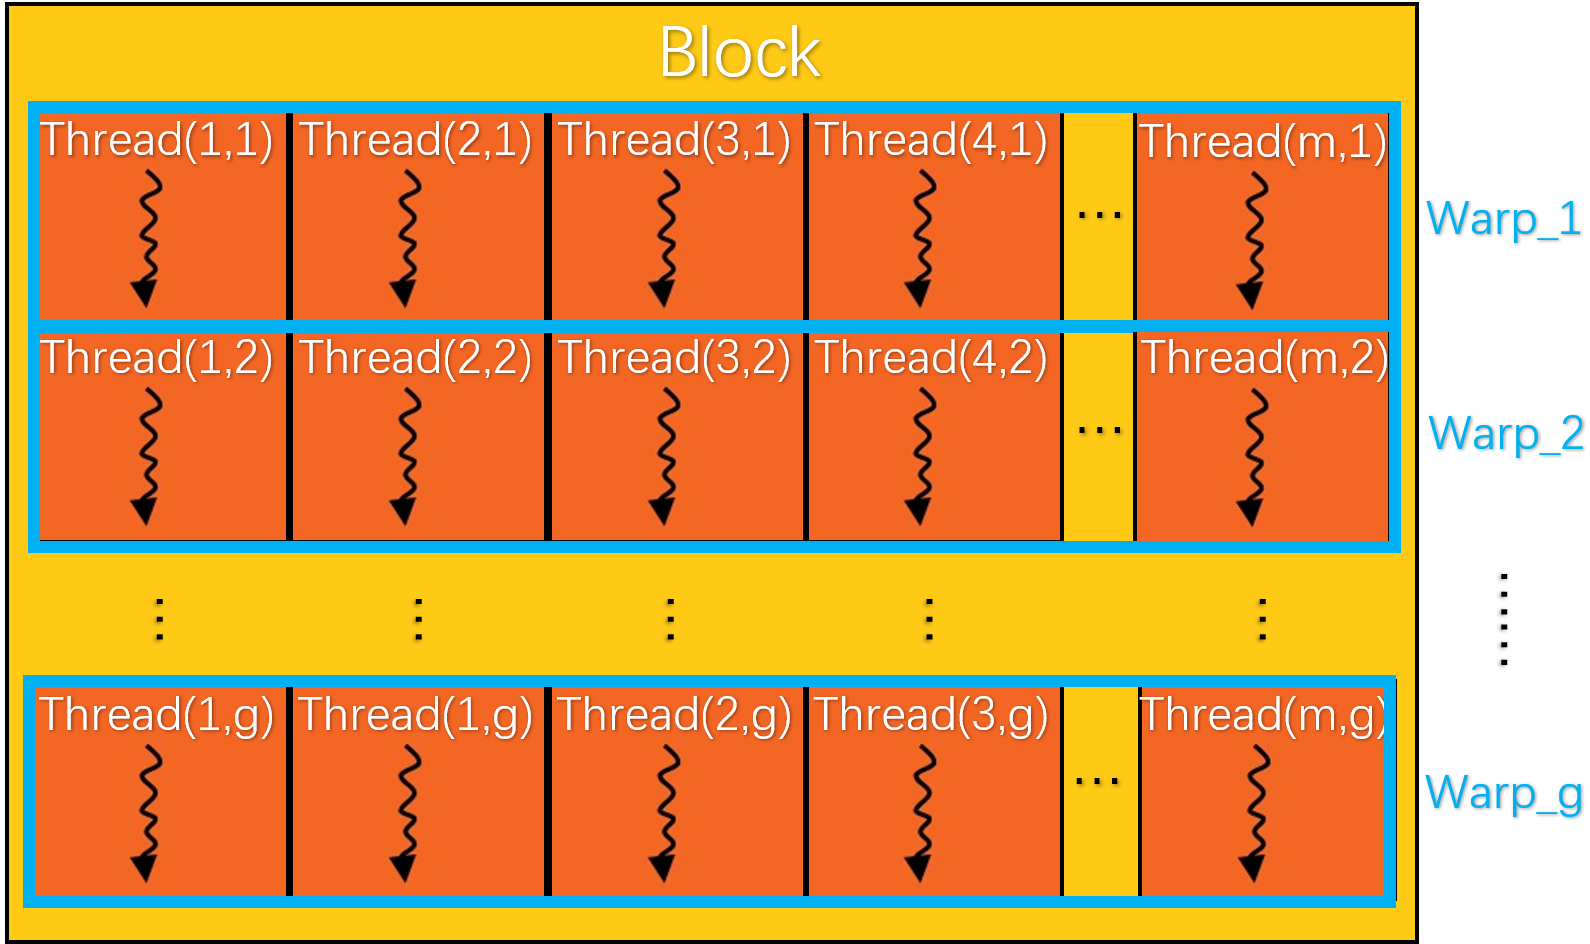 Block
Thread(1,1) Thread(2,1) Thread(3,1) Thread(4,1) ... Thread(m,1) Warp_1
Thread(1,2) Thread(2,2) Thread(3,2) Thread(4,2) ... Thread(m,2) Warp_2
Thread(1,g) Thread(1,g) Thread(2,g) Thread(3,g) ... Thread(m,g) Warp_g